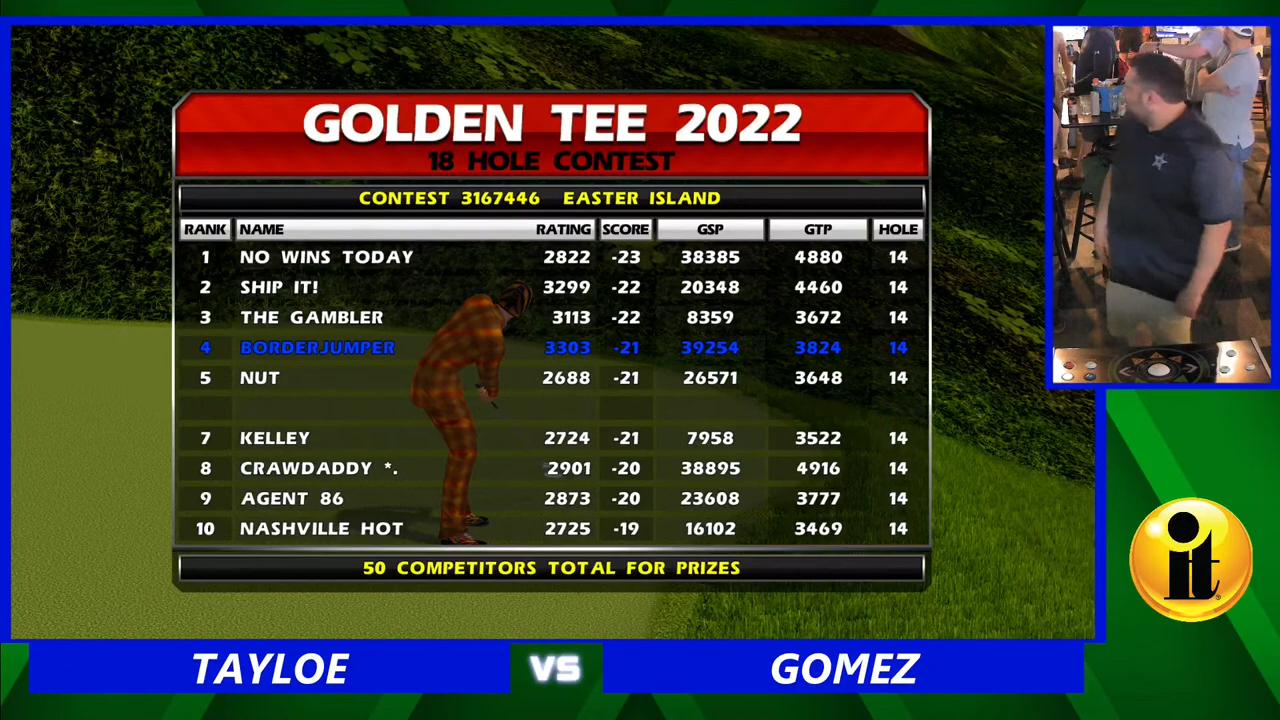 GOLDEN TEE 2022
18 HOLE CONTEST
CONTEST 3167446 EASTER ISLAND
RANK NAME RATING SCORE GSP GTP HOLE
1 NO WINS TODAY 2822 -23 38385 4880 14
2 SHIP IT! 3299 -22 20348 4460 14
3 THE GAMBLER 3113 -22 8359 3672 14
4 BORDERJUMPER 3303 -21 39254 3824 14
5 NUT 2688 -21 26571 3648 14
7 KELLEY 2724 -21 7958 3522 14
8 CRAWDADDY *. 2901 -20 38895 4916 14
9 AGENT 86 2873 -20 23608 3777 14
10 NASHVILLE HOT 2725 -19 16102 3469 14
50 COMPETITORS TOTAL FOR PRIZES
it
TAYLOE VS GOMEZ